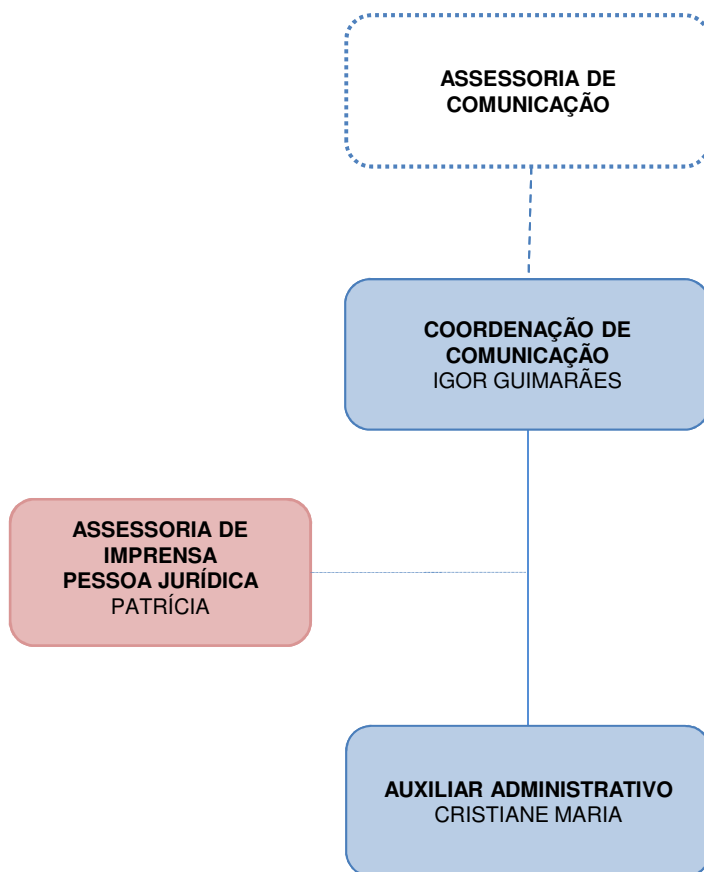 ASSESSORIA DE
COMUNICAÇÃO
COORDENAÇÃO DE
COMUNICAÇÃO
IGOR GUIMARÃES
ASSESSORIA DE
IMPRENSA
PESSOA JURÍDICA
PATRÍCIA
AUXILIAR ADMINISTRATIVO
CRISTIANE MARIA